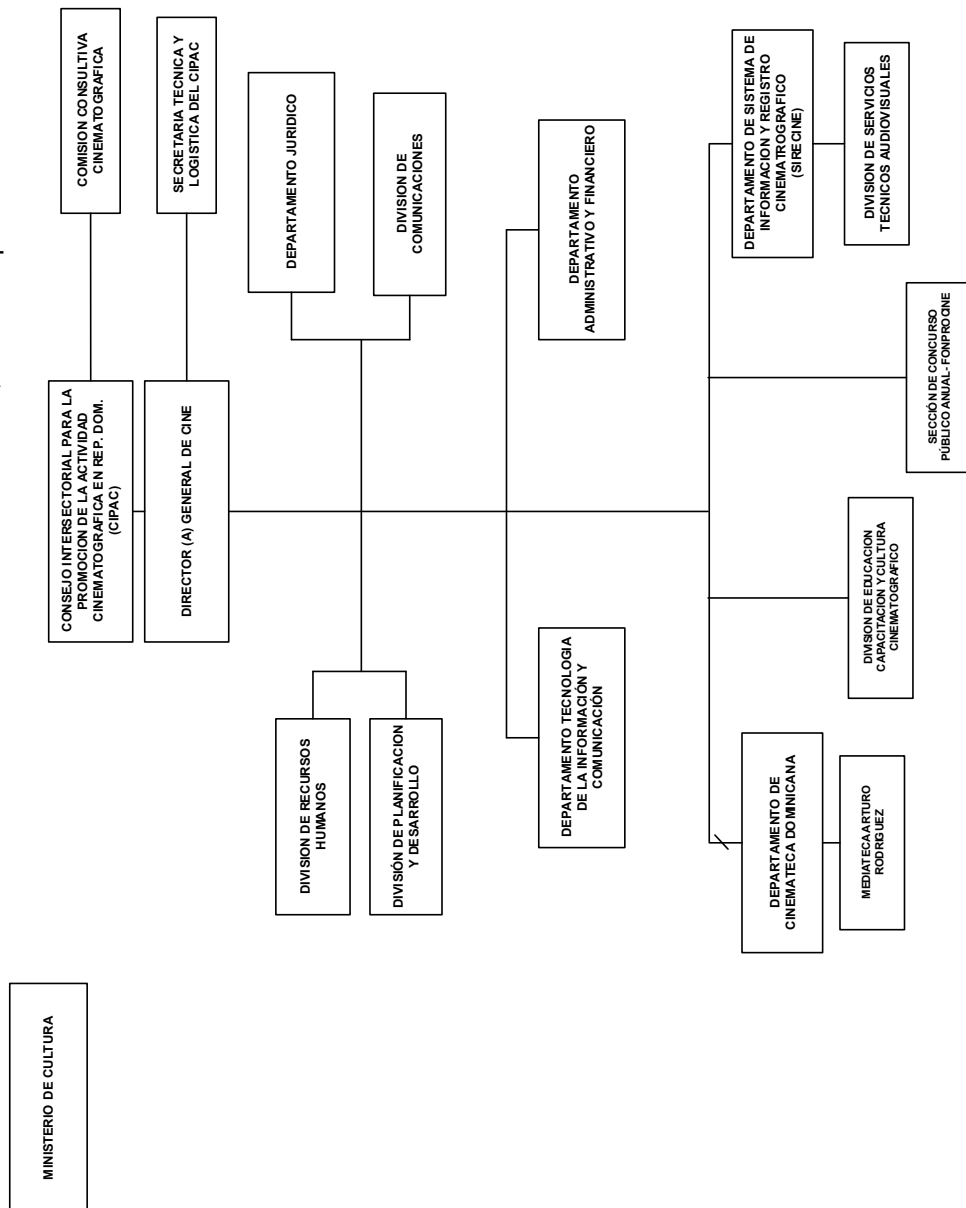 MINISTERIO DE CULTURA
CONSEJO INTERSECTORIAL PARA LA
PROMOCION DE LA ACTIVIDAD
CINEMATOGRAFICA EN REP. DOM.
(CIPAC)
COMISION CONSULTIVA
CINEMATOGRAFICA
DIRECTOR (A) GENERAL DE CINE
SECRETARIA TECNICA Y
LOGISTICA DEL CIPAC
DIVISION DE RECURSOS
HUMANOS
DEPARTAMENTO JURIDICO
DIVISIÓN DE PLANIFICACION
Y DESARROLLO
DIVISION DE
COMUNICACIONES
DEPARTAMENTO TECNOLOGIA
DE LA INFORMACIÓN Y
COMUNICACIÓN
DEPARTAMENTO
ADMINISTRATIVO Y FINANCIERO
DEPARTAMENTO DE
CINEMATECA DOMINICANA
MEDIATECA ARTURO
RODRIGUEZ
DIVISION DE EDUCACION
CAPACITACION Y CULTURA
CINEMATOGRAFICO
SECCIÓN DE CONCURSO
PÚBLICO ANUAL- FONPROCINE
DEPARTAMENTO DE SISTEMA DE
INFORMACION Y REGISTRO
CINEMATROGRAFICO
(SIRECINE)
DIVISION DE SERVICIOS
TECNICOS AUDIOVISUALES